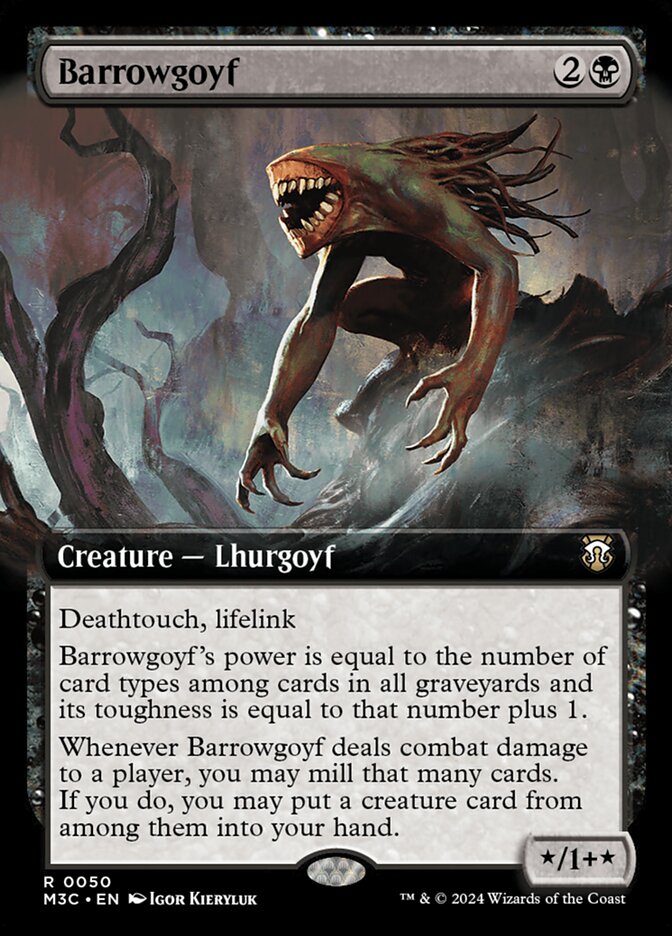 Barrowgoyf 2
Creature — Lhurgoyf
Deathtouch, lifelink
Barrowgoyf's power is equal to the number of
card types among cards in all graveyards and
its toughness is equal to that number plus 1.
Whenever Barrowgoyf deals combat damage
to a player, you may mill that many cards.
If you do, you may put a creature card from
among them into your hand.
★/1+★
R 0050
M3C • EN Igor Kieryluk
™ & © 2024 Wizards of the Coast